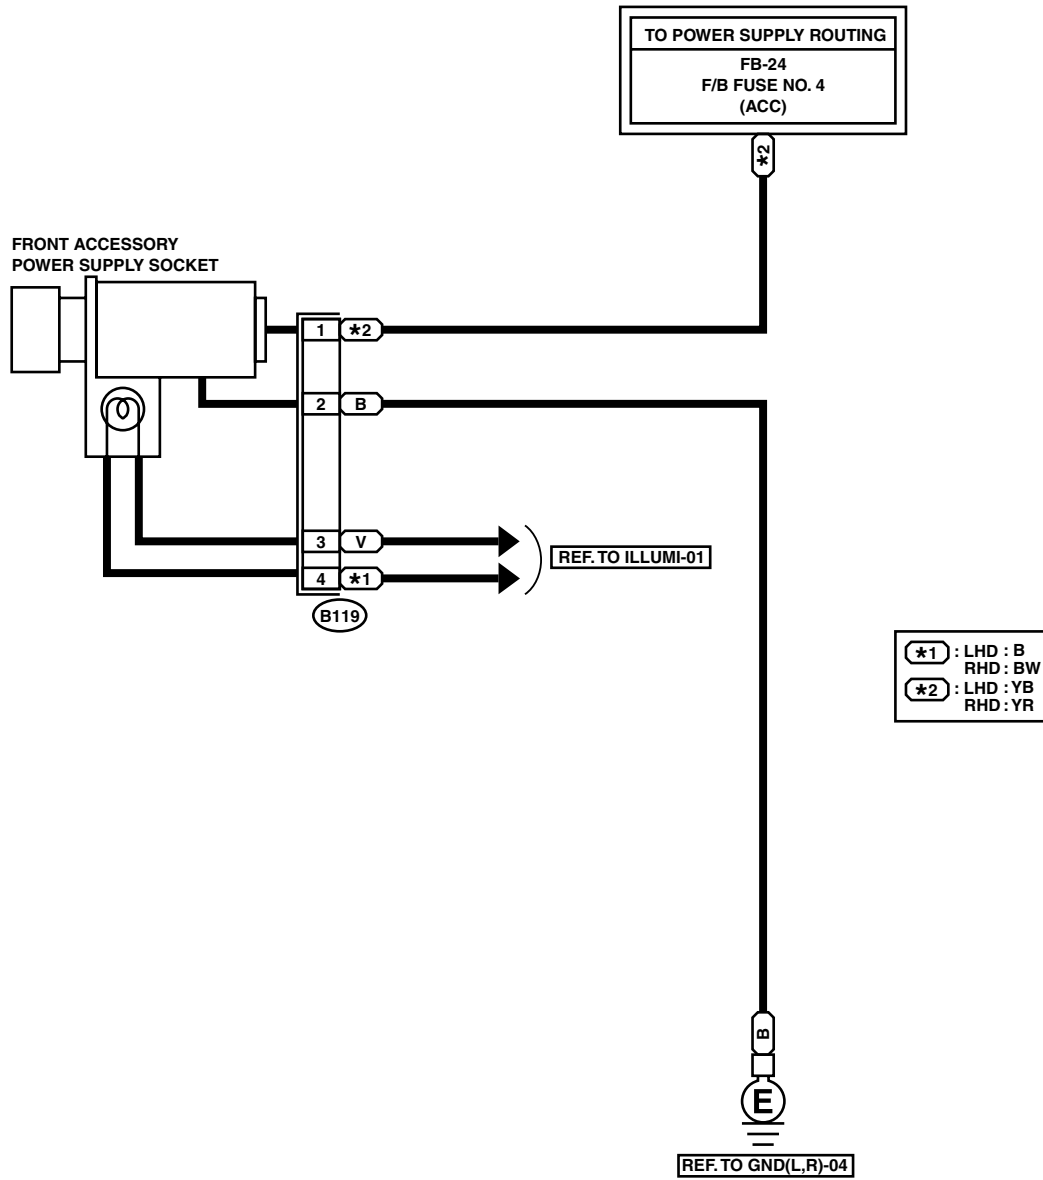 TO POWER SUPPLY ROUTING
FB-24
F/B FUSE NO. 4
(ACC)
*2
FRONT ACCESSORY
POWER SUPPLY SOCKET
1 *2
2 B
3 V
4 *1
REF. TO ILLUMI-01
B119
*1 : LHD : B
RHD : BW
*2 : LHD : YB
RHD : YR
B
E
REF. TO GND(L,R)-04